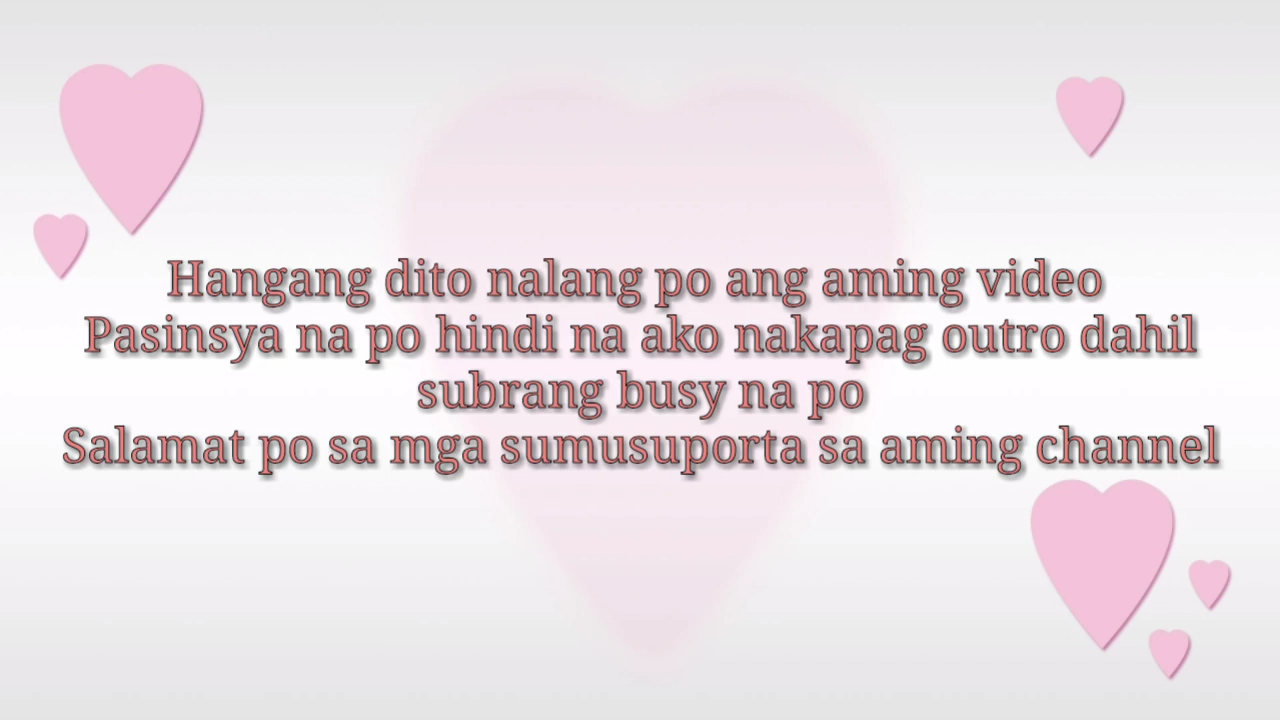 Hangang dito nalang po ang aming video
Pasinsya na po hindi na ako nakapag outro dahil
subrang busy na po
Salamat po sa mga sumusuporta sa aming channel